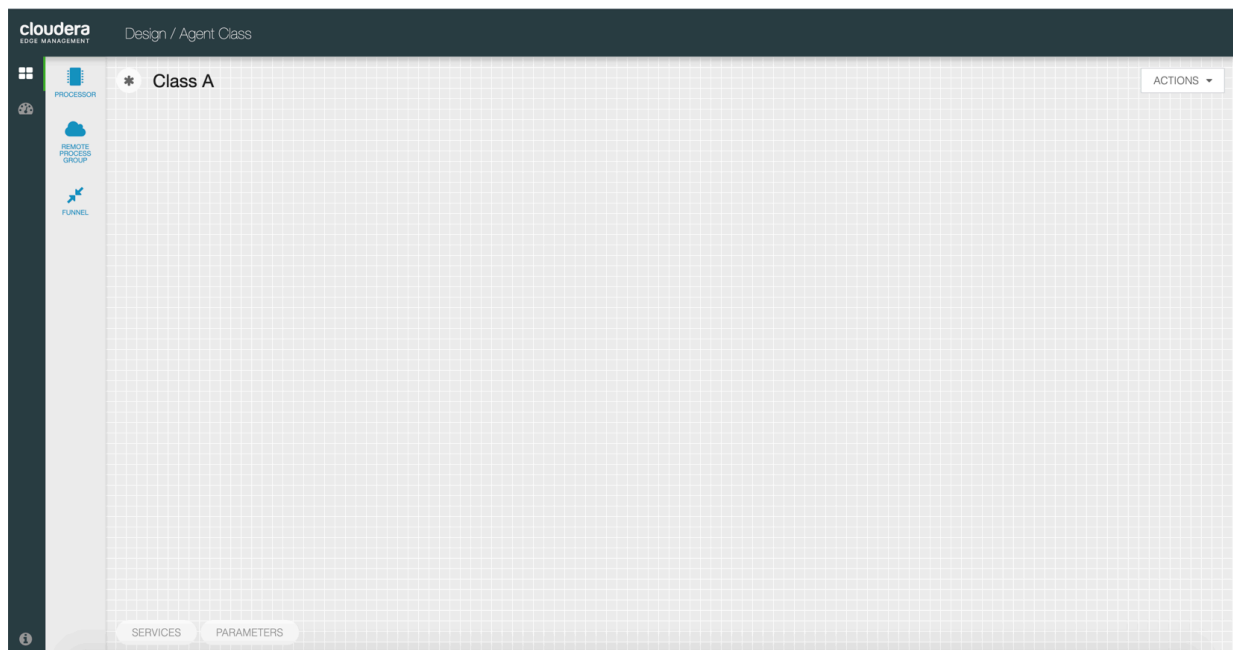 cloudera
EDGE MANAGEMENT
Design / Agent Class
PROCESSOR
REMOTE
PROCESS
GROUP
FUNNEL
Class A
ACTIONS
SERVICES
PARAMETERS